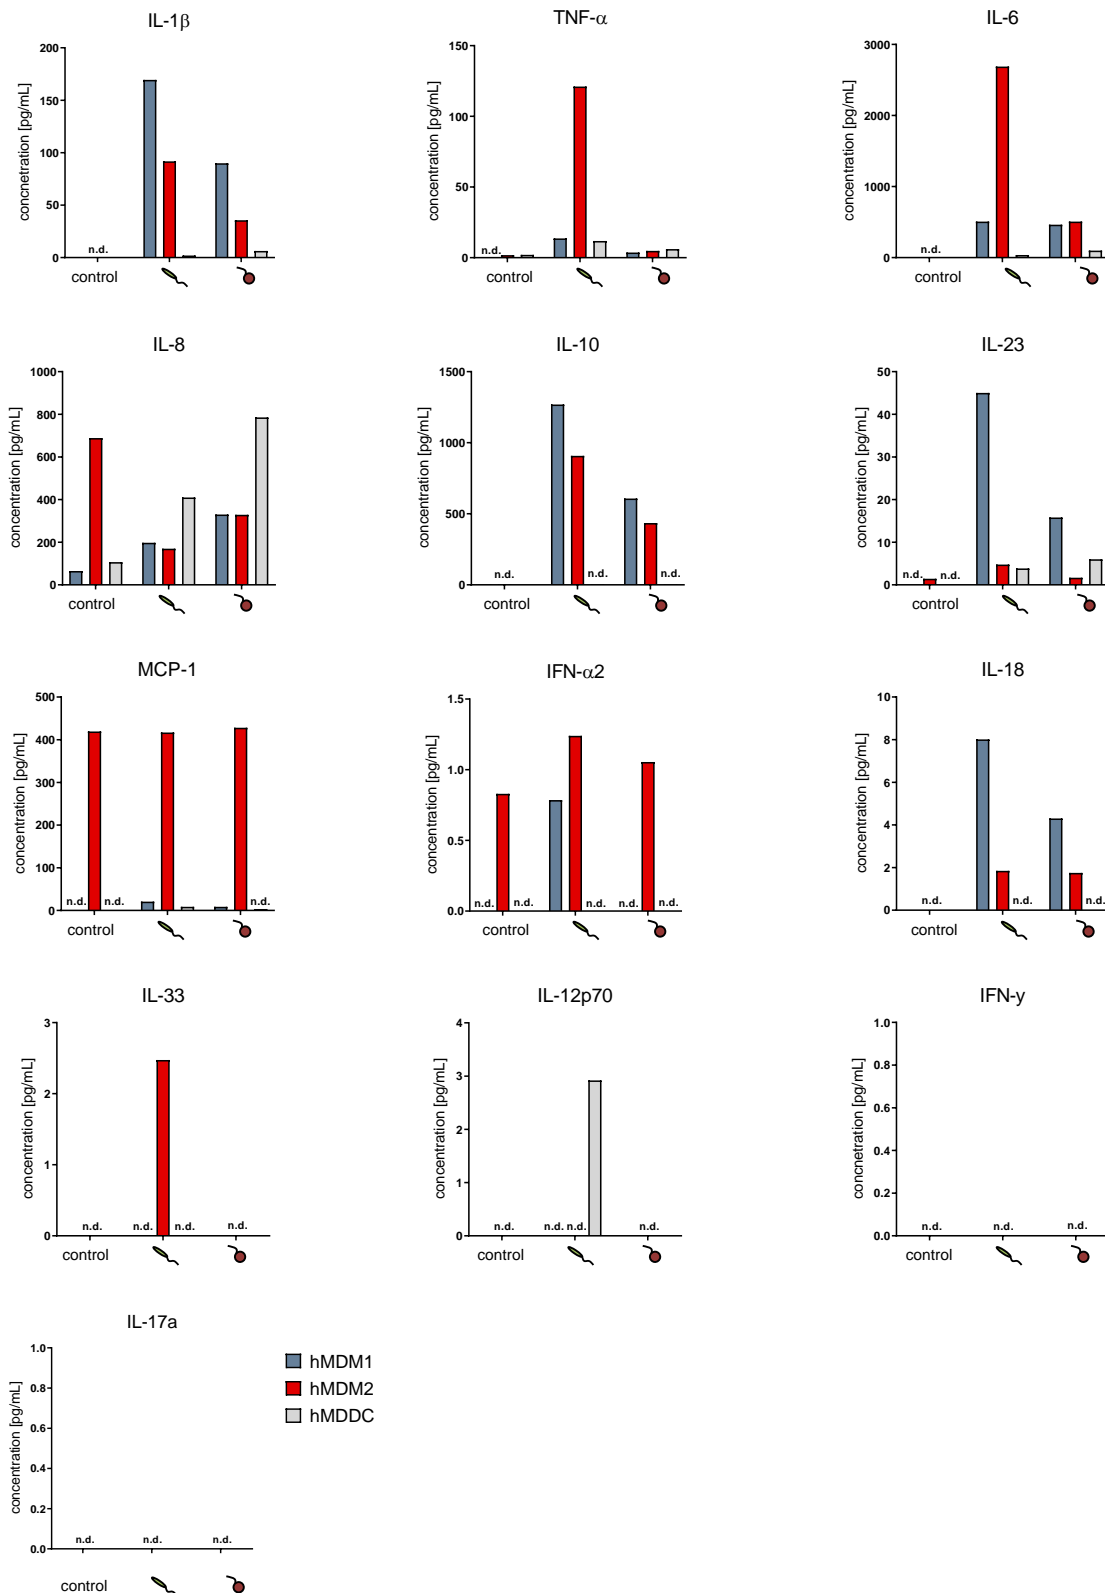 IL-1β
concnetration [pg/mL]
200
150
100
50
0
n.d.
control
TNF-α
concentration [pg/mL]
150
100
50
0
n.d.
control
IL-6
concentration [pg/mL]
3000
2000
1000
0
n.d.
control
IL-8
concentration [pg/mL]
1000
800
600
400
200
0
control
IL-10
concentration [pg/mL]
1500
1000
500
0
n.d.
n.d.
n.d.
control
IL-23
concentration [pg/mL]
50
40
30
20
10
0
n.d.
n.d.
control
MCP-1
concentration [pg/mL]
500
400
300
200
100
0
n.d.
n.d.
n.d.
control
IFN-α2
concentration [pg/mL]
1.5
1.0
0.5
0.0
n.d.
n.d.
n.d.
n.d.
n.d.
control
IL-18
concentration [pg/mL]
10
8
6
4
2
0
n.d.
n.d.
n.d.
control
IL-33
concentration [pg/mL]
3
2
1
0
n.d.
n.d.
n.d.
n.d.
control
IL-12p70
concentration [pg/mL]
4
3
2
1
0
n.d.
n.d.
n.d.
n.d.
control
IFN-y
concnetration [pg/mL]
1.0
0.8
0.6
0.4
0.2
0.0
n.d.
n.d.
n.d.
control
IL-17a
concentration [pg/mL]
1.0
0.8
0.6
0.4
0.2
0.0
n.d.
n.d.
n.d.
control
hMDM1
hMDM2
hMDDC